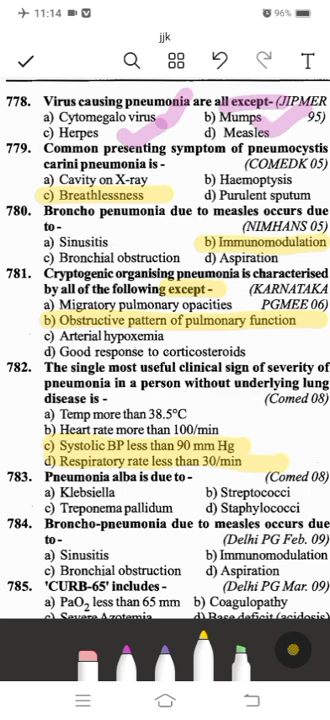 11:14 96%
jjk
T
778. Virus causing pneumonia are all except- (JIPMER
a) Cytomegalo virus b) Mumps 95)
c) Herpes d) Measles
779. Common presenting symptom of pneumocystis
carini pneumonia is - (COMEDK 05)
a) Cavity on X-ray b) Haemoptysis
c) Breathlessness d) Purulent sputum
780. Broncho penumonia due to measles occurs due
to - (NIMHANS 05)
a) Sinusitis b) Immunomodulation
c) Bronchial obstruction d) Aspiration
781. Cryptogenic organising pneumonia is characterised
by all of the following except - (KARNATAKA
a) Migratory pulmonary opacities PGMEE 06)
b) Obstructive pattern of pulmonary function
c) Arterial hypoxemia
d) Good response to corticosteroids
782. The single most useful clinical sign of severity of
pneumonia in a person without underlying lung
disease is - (Comed 08)
a) Temp more than 38.5°C
b) Heart rate more than 100/min
c) Systolic BP less than 90 mm Hg
d) Respiratory rate less than 30/min
783. Pneumonia alba is due to - (Comed 08)
a) Klebsiella b) Streptococci
c) Treponema pallidum d) Staphylococci
784. Broncho-pneumonia due to measles occurs due
to- (Delhi PG Feb. 09)
a) Sinusitis b) Immunomodulation
c) Bronchial obstruction d) Aspiration
785. 'CURB-65' includes - (Delhi PG Mar. 09)
a) PaO2 less than 65 mm b) Coagulopathy
c) Severe Azotemia d) Base deficit (acidosis)